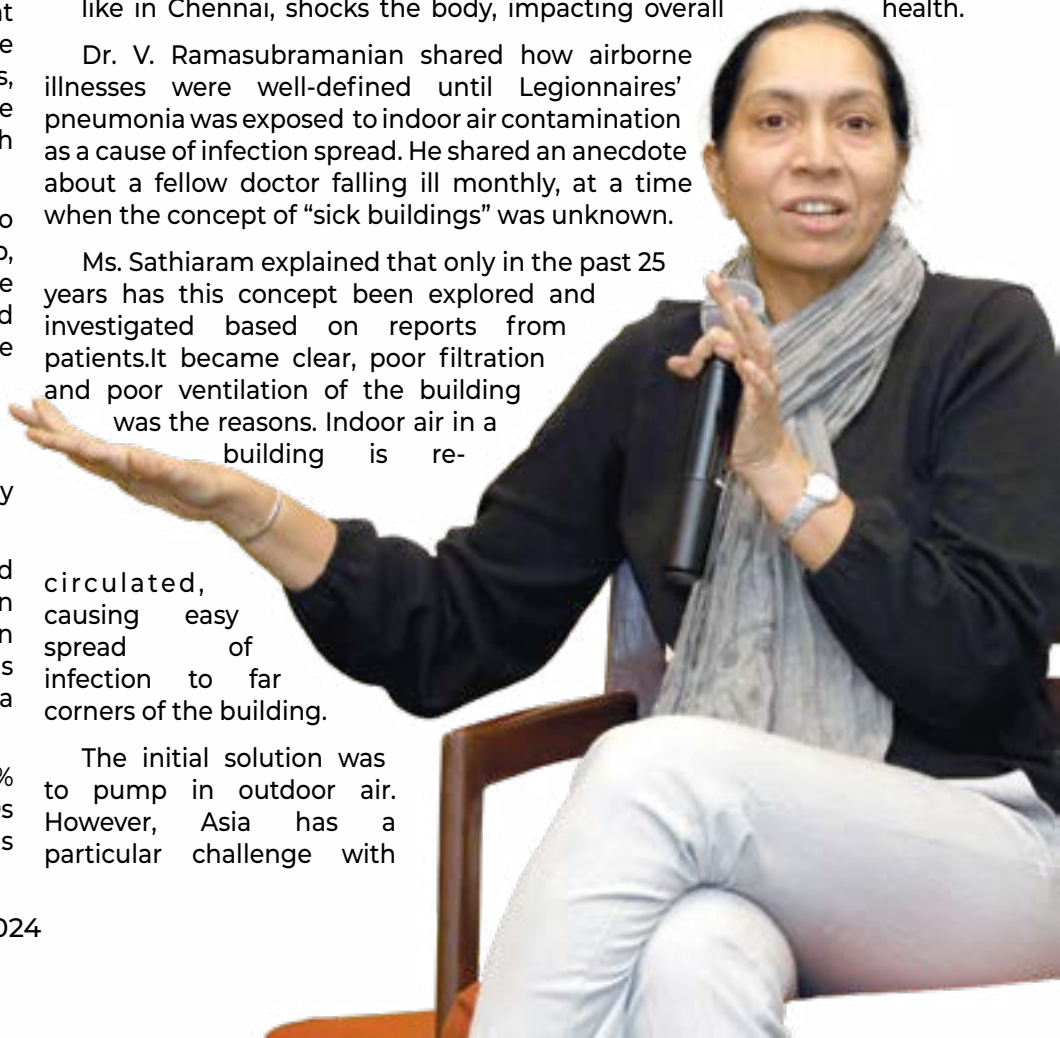 like in Chennai, shocks the body, impacting overall health.
Dr. V. Ramasubramanian shared how airborne
illnesses were well-defined until Legionnaires’
pneumonia was exposed to indoor air contamination
as a cause of infection spread. He shared an anecdote
about a fellow doctor falling ill monthly, at a time
when the concept of “sick buildings” was unknown.
Ms. Sathiaram explained that only in the past 25
years has this concept been explored and
investigated based on reports from
patients.It became clear, poor filtration
and poor ventilation of the building
was the reasons. Indoor air in a
building is re-
circulated,
causing easy
spread of
infection to far
corners of the building.
The initial solution was
to pump in outdoor air.
However, Asia has a
particular challenge with